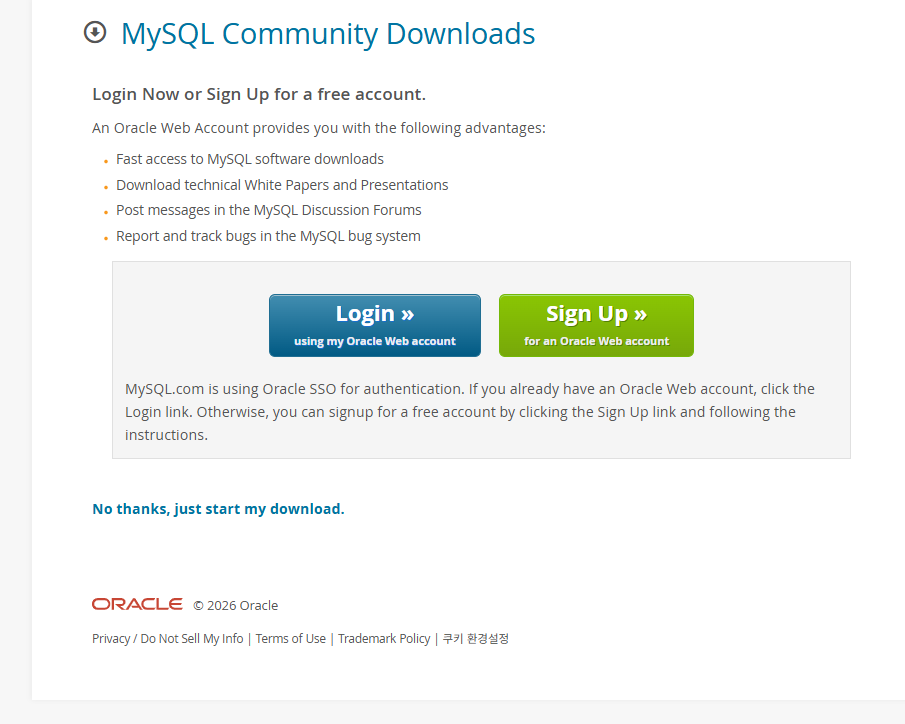 MySQL Community Downloads
Login Now or Sign Up for a free account.
An Oracle Web Account provides you with the following advantages:
Fast access to MySQL software downloads
Download technical White Papers and Presentations
Post messages in the MySQL Discussion Forums
Report and track bugs in the MySQL bug system
Login »
using my Oracle Web account
Sign Up »
for an Oracle Web account
MySQL.com is using Oracle SSO for authentication. If you already have an Oracle Web account, click the
Login link. Otherwise, you can signup for a free account by clicking the Sign Up link and following the
instructions.
No thanks, just start my download.
ORACLE © 2026 Oracle
Privacy / Do Not Sell My Info | Terms of Use | Trademark Policy | 쿠키 환경설정